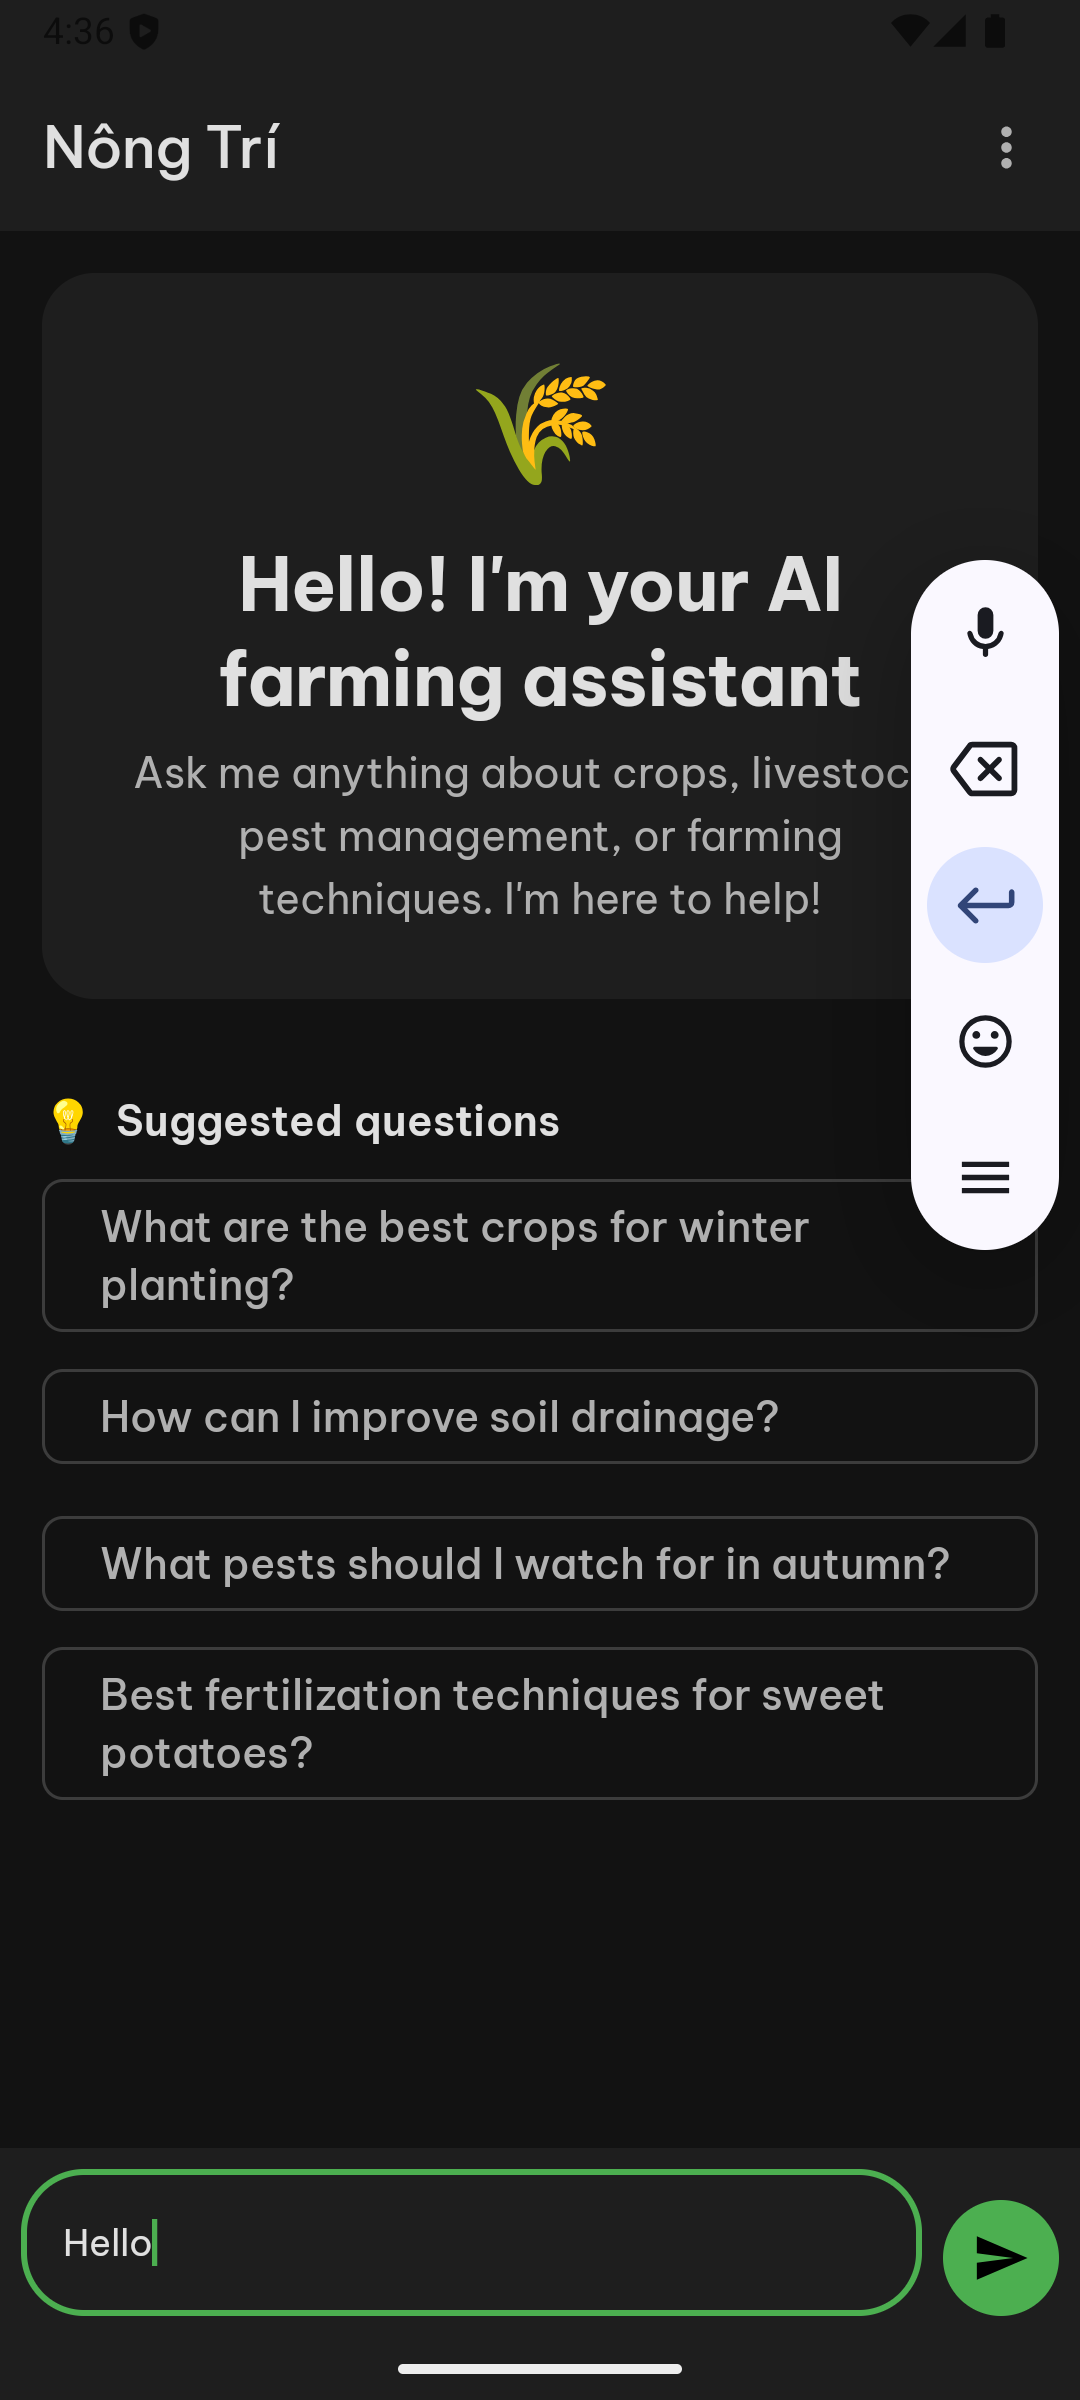 4:36
Nông Trí
Hello! I'm your AI
farming assistant
Ask me anything about crops, livestoc
pest management, or farming
techniques. I'm here to help!
💡 Suggested questions
What are the best crops for winter
planting?
How can I improve soil drainage?
What pests should I watch for in autumn?
Best fertilization techniques for sweet
potatoes?
Hello